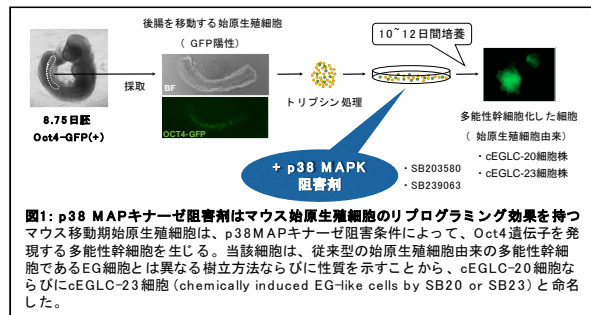 後腸を移動する始原生殖細胞
( GFP陽性)
10~12日間培養
BF
採取
トリプシン処理
8.75日胚
Oct4-GFP(+)
OCT4-GFP
多能性幹細胞化した細胞
( 始原生殖細胞由来)
・cEGLC-20細胞株
・cEGLC-23細胞株
+ p38 MAPK
阻害剤
・SB203580
・SB239063
図1: p38 MAPキナーゼ阻害剤はマウス始原生殖細胞のリプログラミング効果を持つ
マウス移動期始原生殖細胞は、p38MAPキナーゼ阻害条件によって、Oct4遺伝子を発
現する多能性幹細胞を生じる。当該細胞は、従来型の始原生殖細胞由来の多能性幹細
胞であるEG細胞とは異なる樹立方法ならびに性質を示すことから、cEGLC-20細胞な
らびにcEGLC-23細胞(chemically induced EG-like cells by SB20 or SB23)と命名
した。